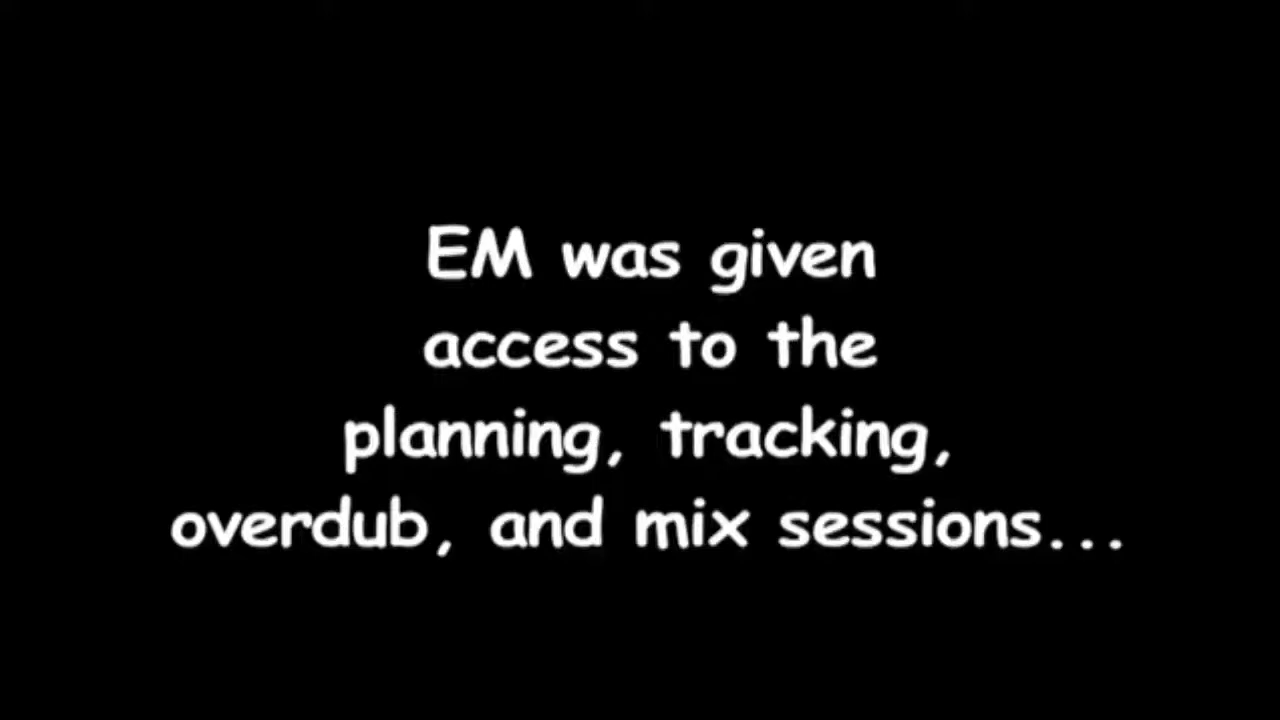 EM was given
access to the
planning, tracking,
overdub, and mix sessions...